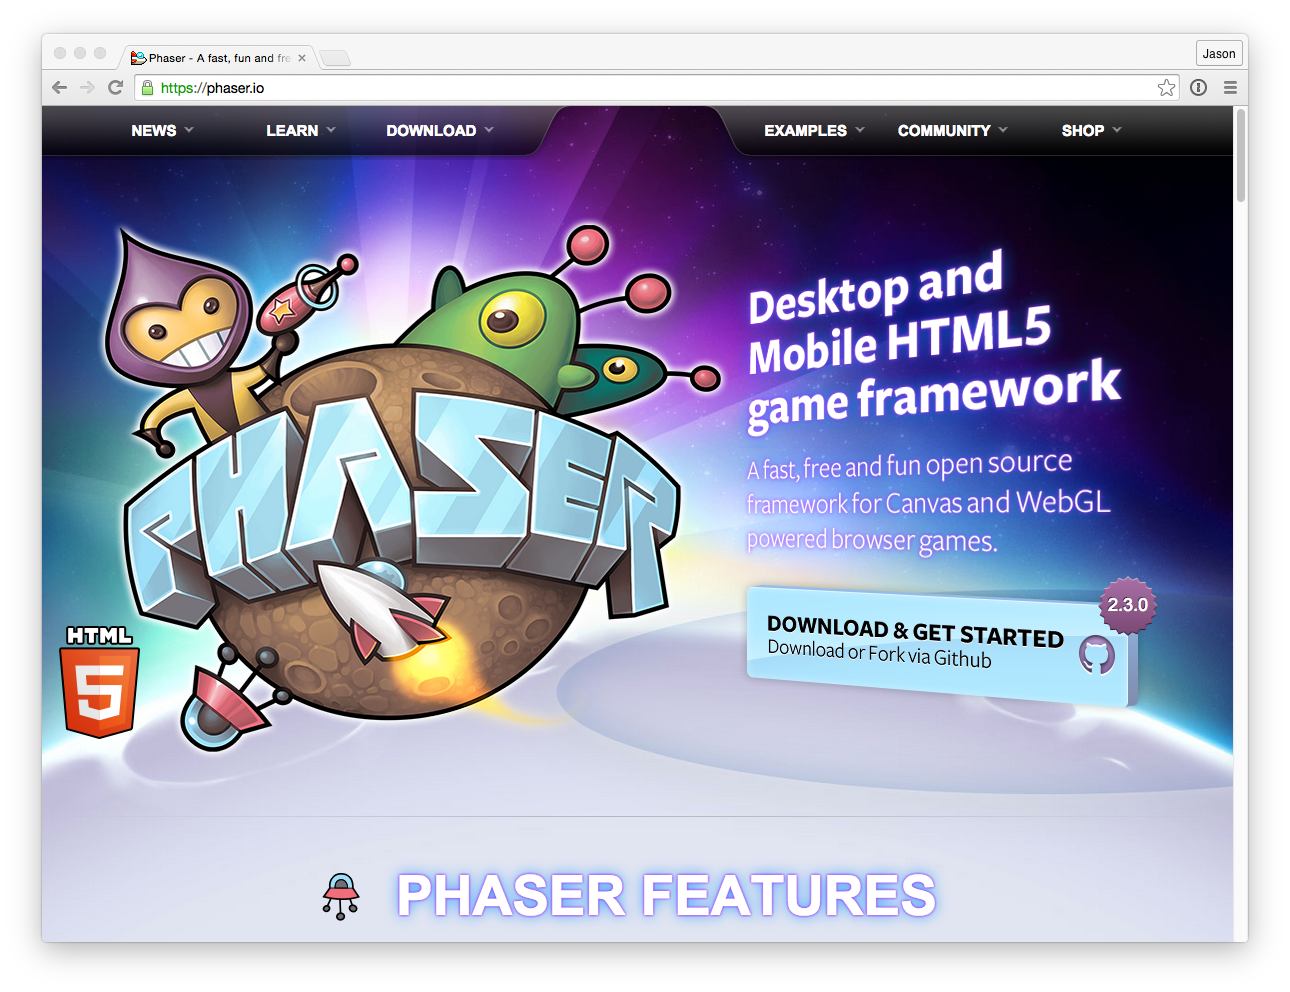 Phaser - A fast, fun and fre
Jason
https://phaser.io
NEWS
LEARN
DOWNLOAD
EXAMPLES
COMMUNITY
SHOP
PHASER
Desktop and
Mobile HTML5
game framework
A fast, free and fun open source
framework for Canvas and WebGL
powered browser games.
2.3.0
DOWNLOAD & GET STARTED
Download or Fork via Github
HTML
5
PHASER FEATURES